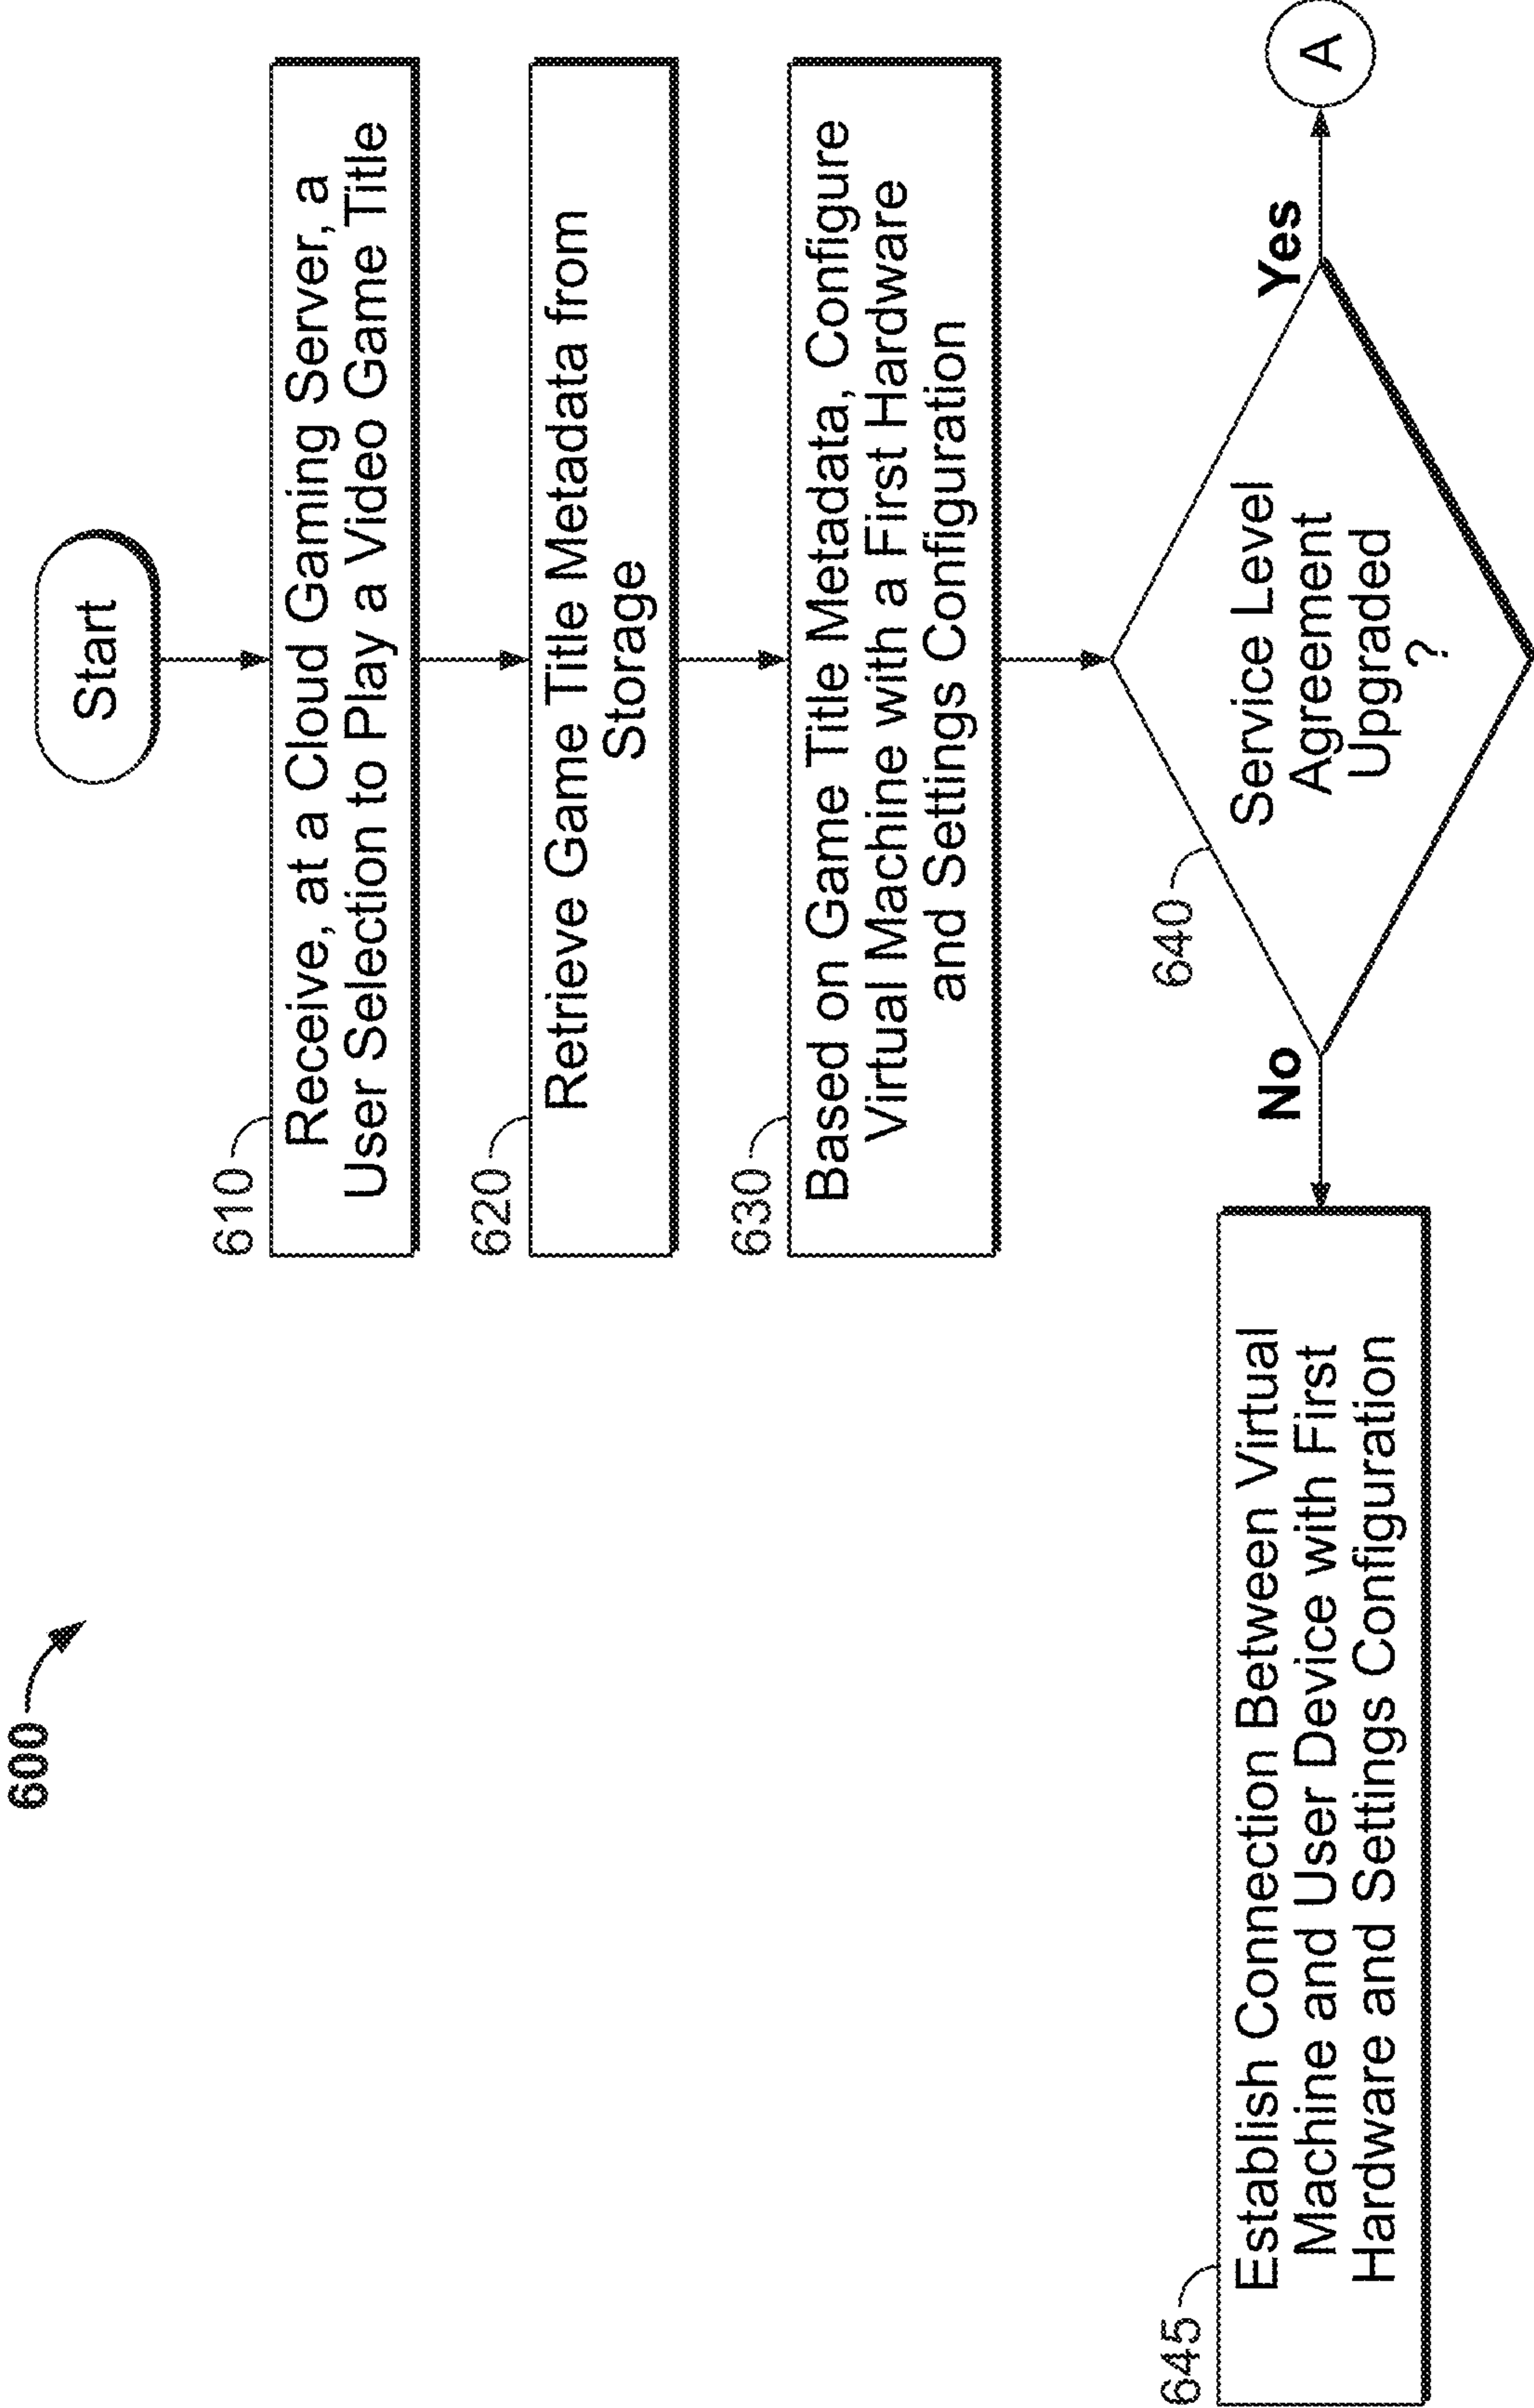 600
Start
610
Receive, at a Cloud Gaming Server, a
User Selection to Play a Video Game Title
620
Retrieve Game Title Metadata from
Storage
630
Based on Game Title Metadata, Configure
Virtual Machine with a First Hardware
and Settings Configuration
640
Service Level
Agreement
Upgraded
?
No
Yes
A
645
Establish Connection Between Virtual
Machine and User Device with First
Hardware and Settings Configuration